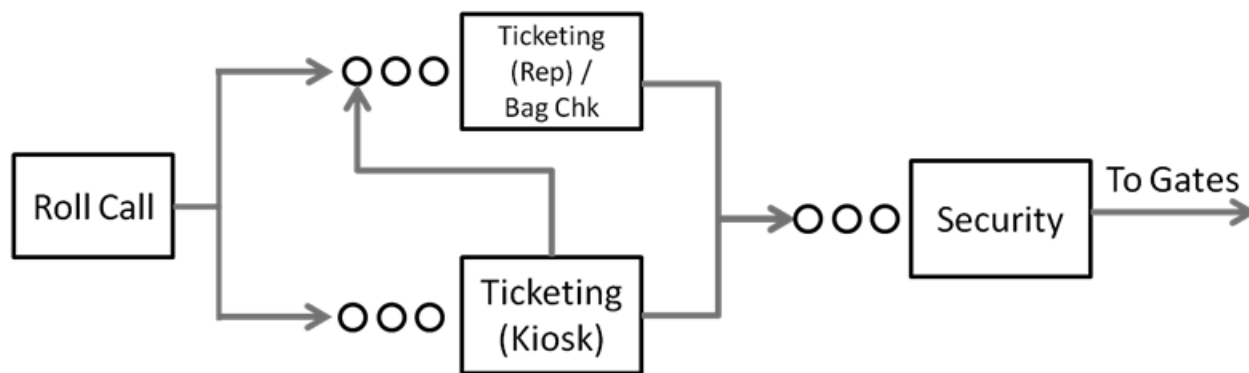 Ticketing
(Rep) /
Bag Chk
Roll Call
Security
To Gates
Ticketing
(Kiosk)